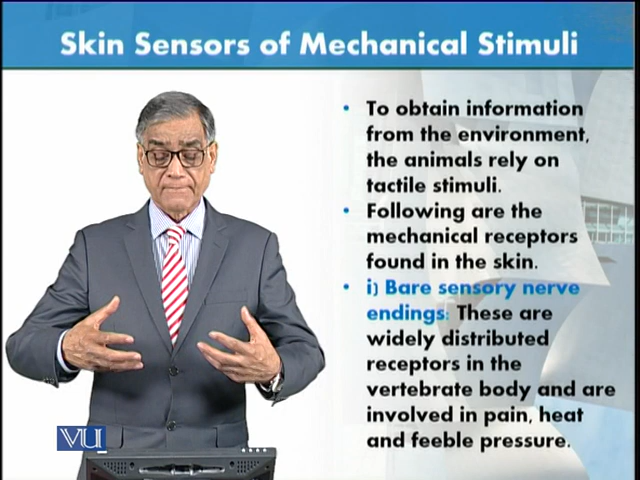 Skin Sensors of Mechanical Stimuli
• To obtain information
from the environment,
the animals rely on
tactile stimuli.
• Following are the
mechanical receptors
found in the skin.
• i) Bare sensory nerve
endings: These are
widely distributed
receptors in the
vertebrate body and are
involved in pain, heat
and feeble pressure.
VU